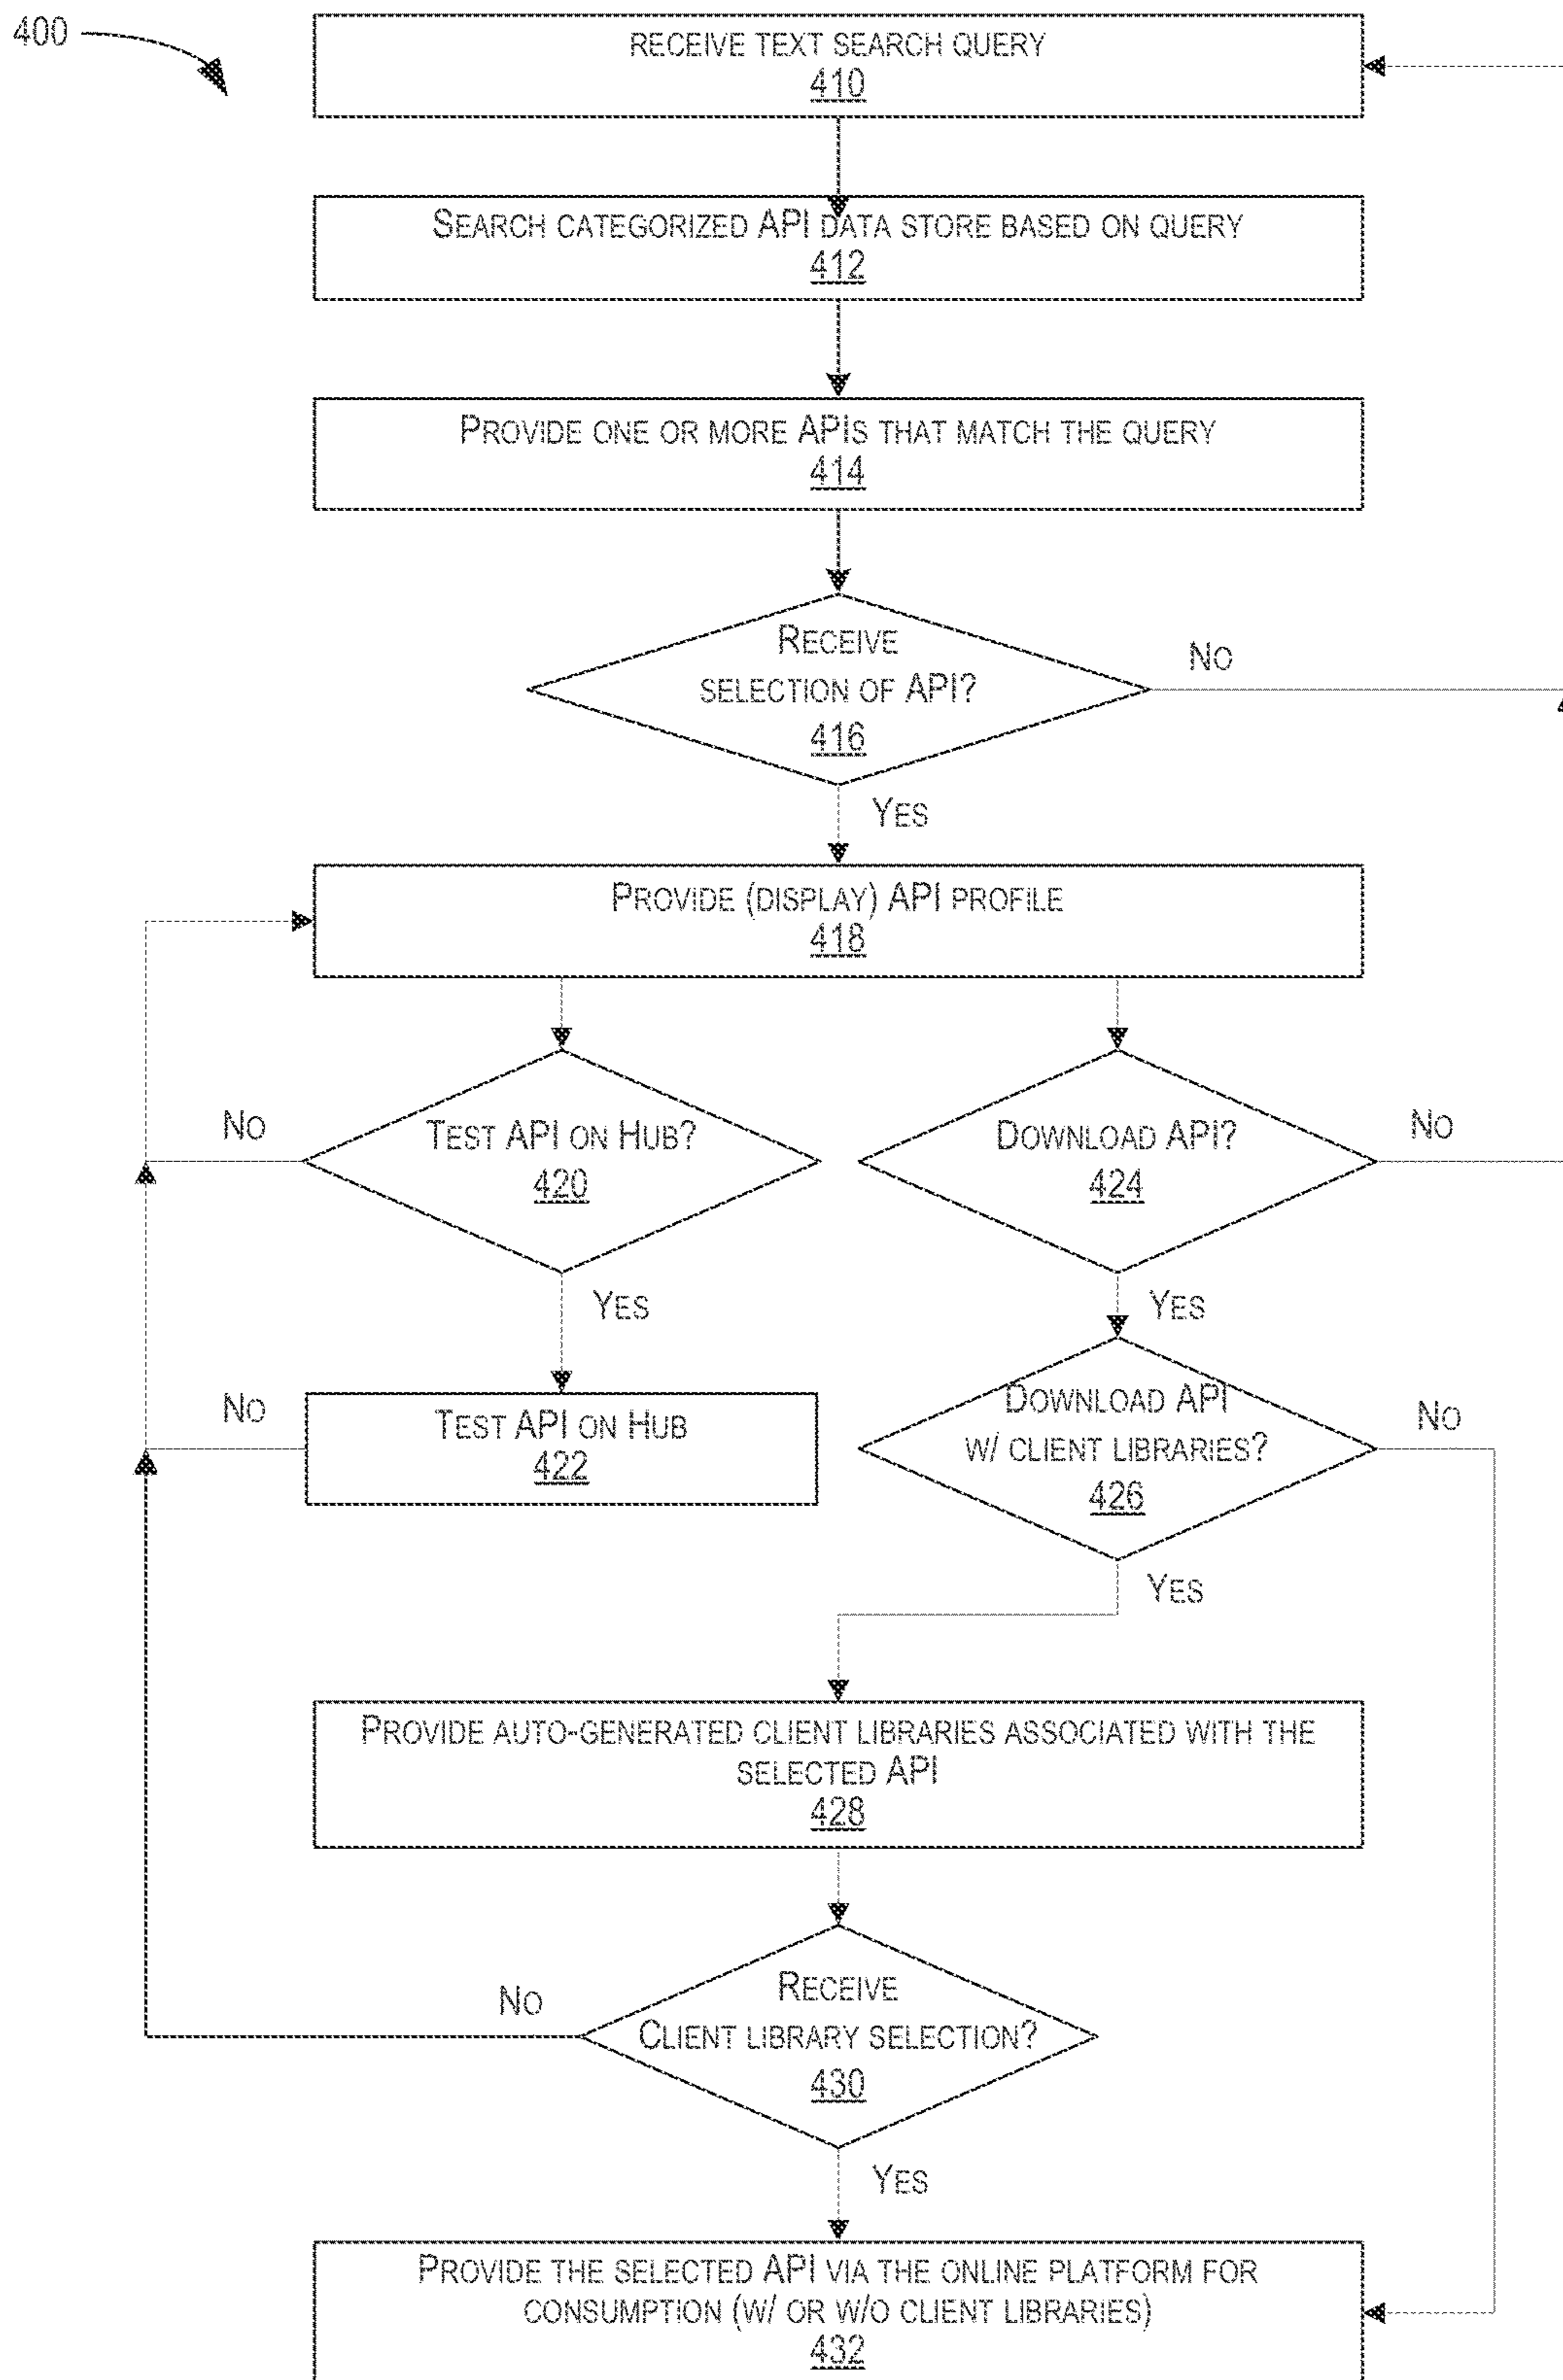 400
RECEIVE TEXT SEARCH QUERY
410
SEARCH CATEGORIZED API DATA STORE BASED ON QUERY
412
PROVIDE ONE OR MORE APIS THAT MATCH THE QUERY
414
RECEIVE
SELECTION OF API?
416
NO
YES
PROVIDE (DISPLAY) API PROFILE
418
NO
TEST API ON HUB?
420
DOWNLOAD API?
424
NO
YES
YES
NO
TEST API ON HUB
422
DOWNLOAD API
W/ CLIENT LIBRARIES?
426
NO
YES
PROVIDE AUTO-GENERATED CLIENT LIBRARIES ASSOCIATED WITH THE
SELECTED API
428
NO
RECEIVE
CLIENT LIBRARY SELECTION?
430
YES
PROVIDE THE SELECTED API VIA THE ONLINE PLATFORM FOR
CONSUMPTION (W/ OR W/O CLIENT LIBRARIES)
432